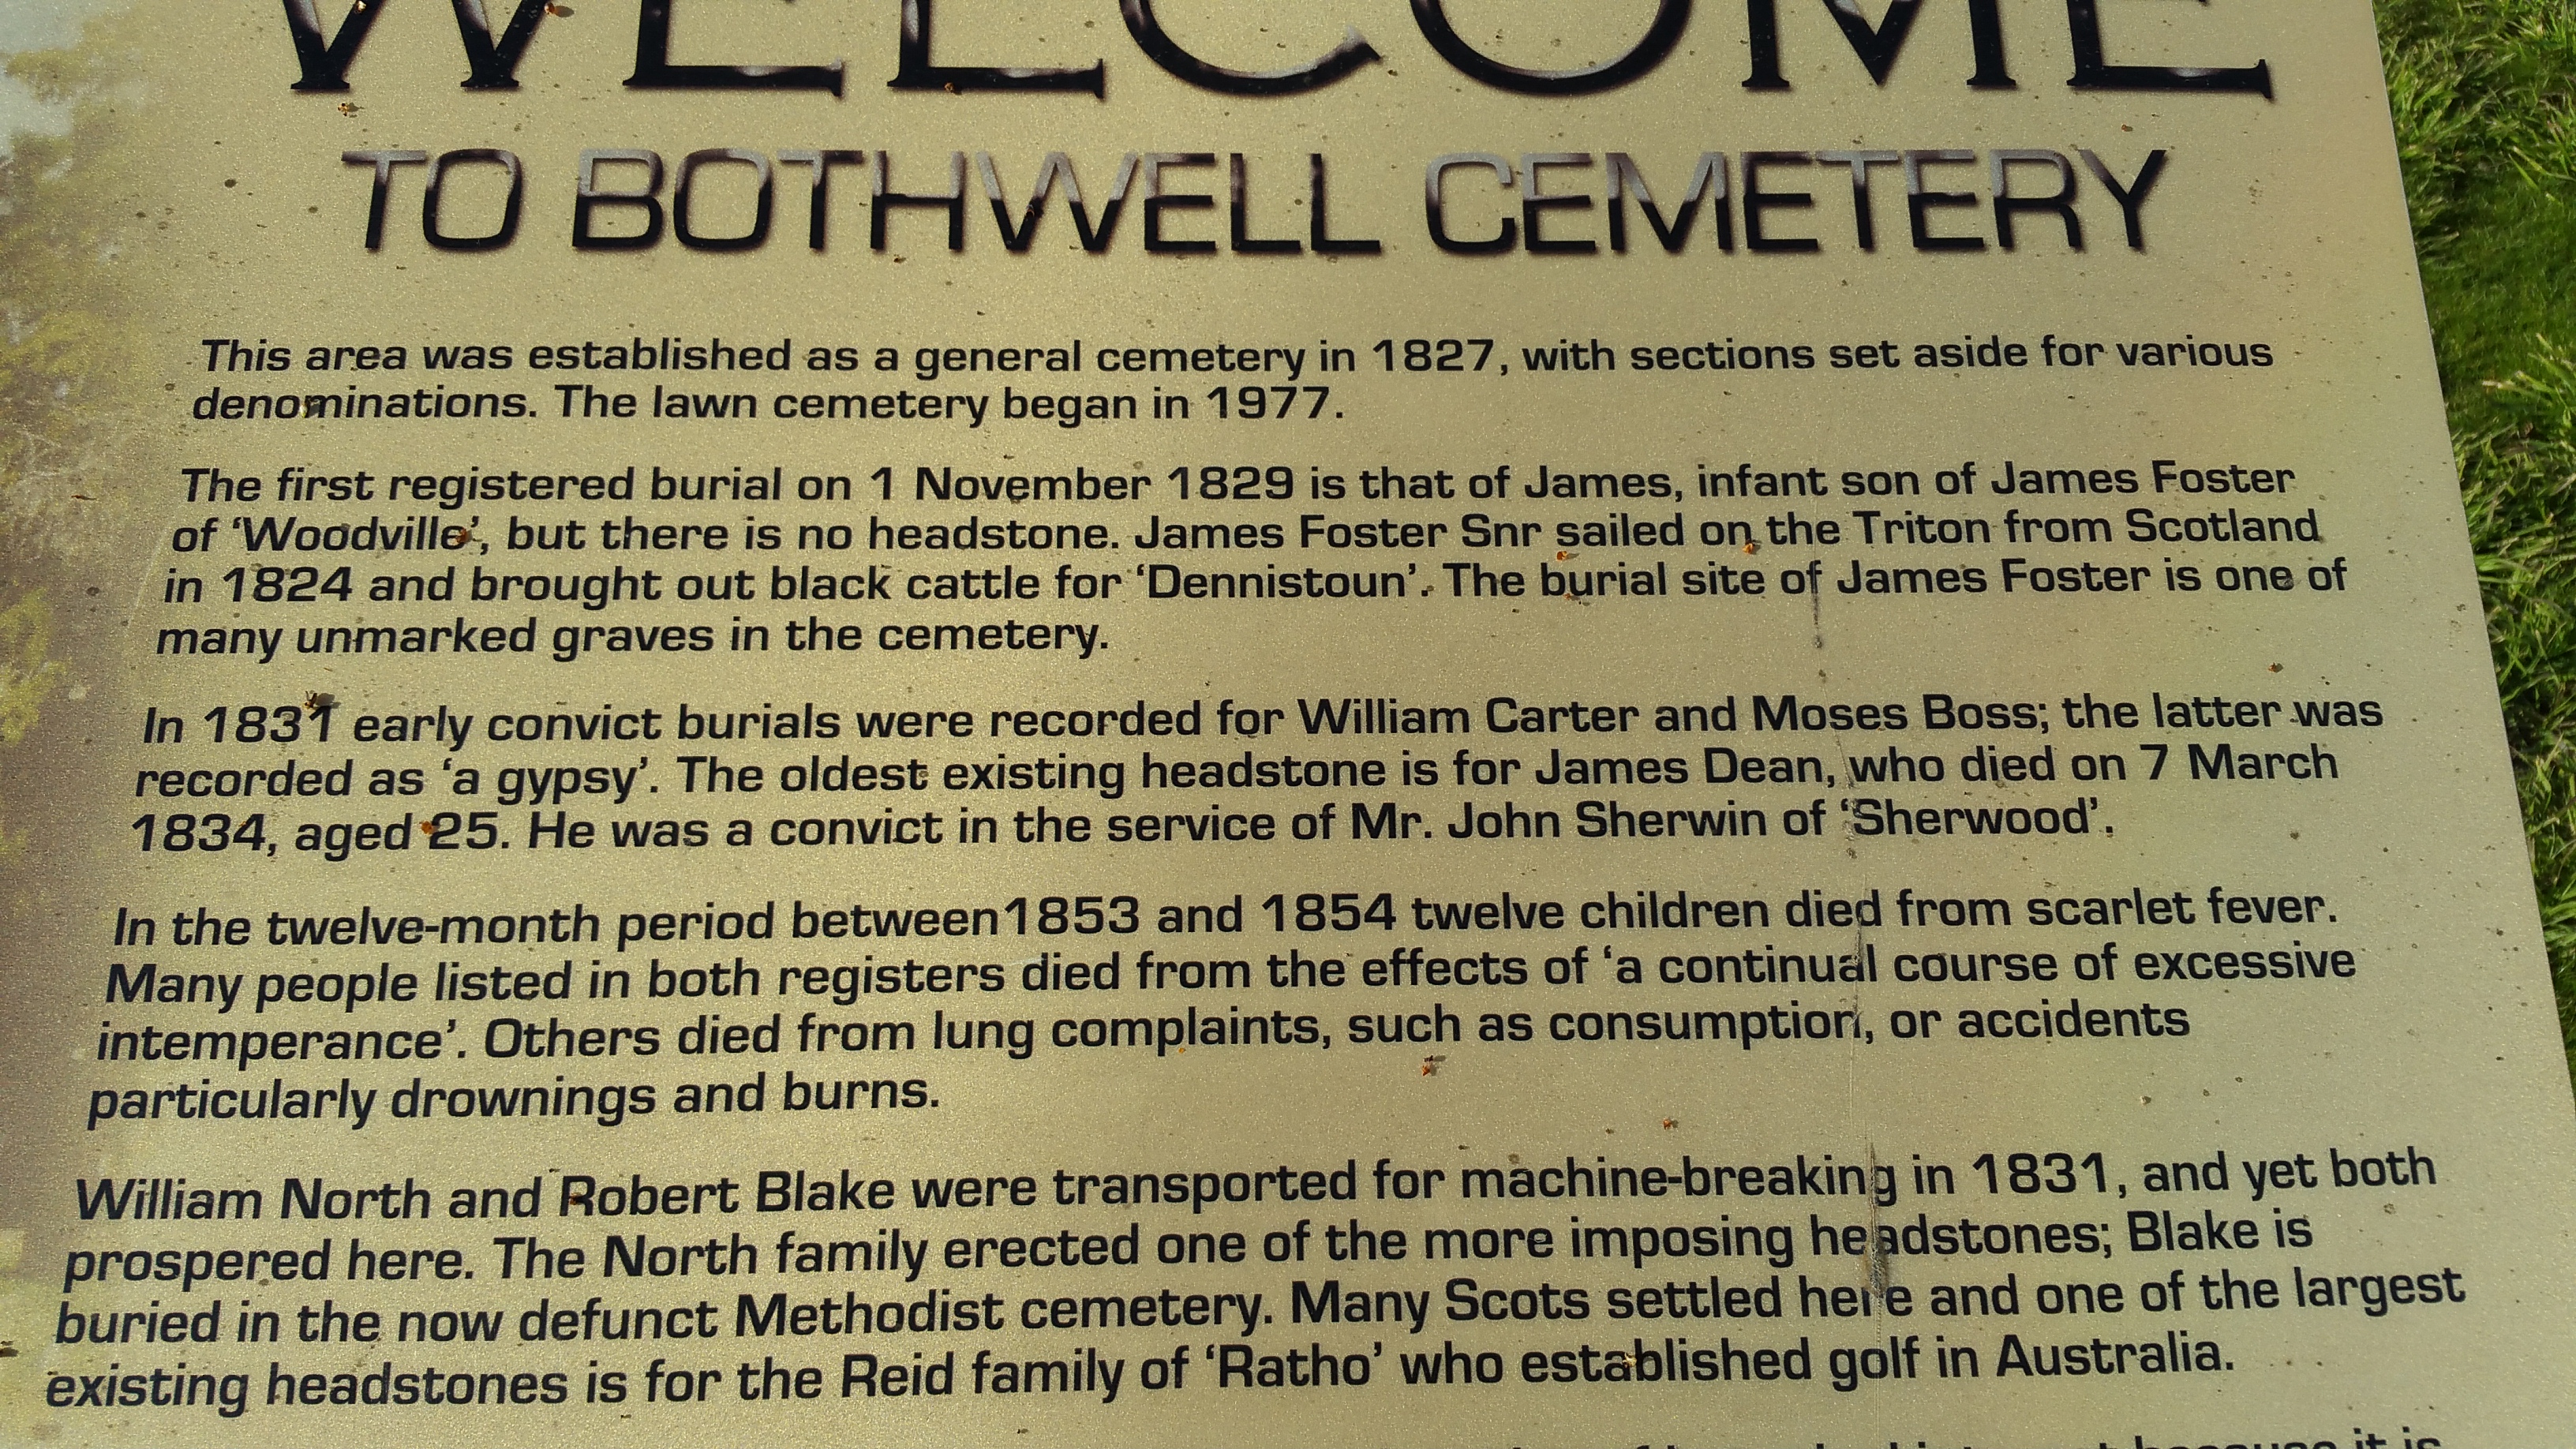 WELCOME
TO BOTHWELL CEMETERY
This area was established as a general cemetery in 1827, with sections set aside for various
denominations. The lawn cemetery began in 1977.
The first registered burial on 1 November 1829 is that of James, infant son of James Foster
of ‘Woodville’, but there is no headstone. James Foster Snr sailed on the Triton from Scotland
in 1824 and brought out black cattle for ‘Dennistoun’. The burial site of James Foster is one of
many unmarked graves in the cemetery.
In 1831 early convict burials were recorded for William Carter and Moses Boss; the latter was
recorded as ‘a gypsy’. The oldest existing headstone is for James Dean, who died on 7 March
1834, aged 25. He was a convict in the service of Mr. John Sherwin of ‘Sherwood’.
In the twelve-month period between1853 and 1854 twelve children died from scarlet fever.
Many people listed in both registers died from the effects of ‘a continual course of excessive
intemperance’. Others died from lung complaints, such as consumption, or accidents
particularly drownings and burns.
William North and Robert Blake were transported for machine-breaking in 1831, and yet both
prospered here. The North family erected one of the more imposing headstones; Blake is
buried in the now defunct Methodist cemetery. Many Scots settled here and one of the largest
existing headstones is for the Reid family of ‘Ratho’ who established golf in Australia.
because it is